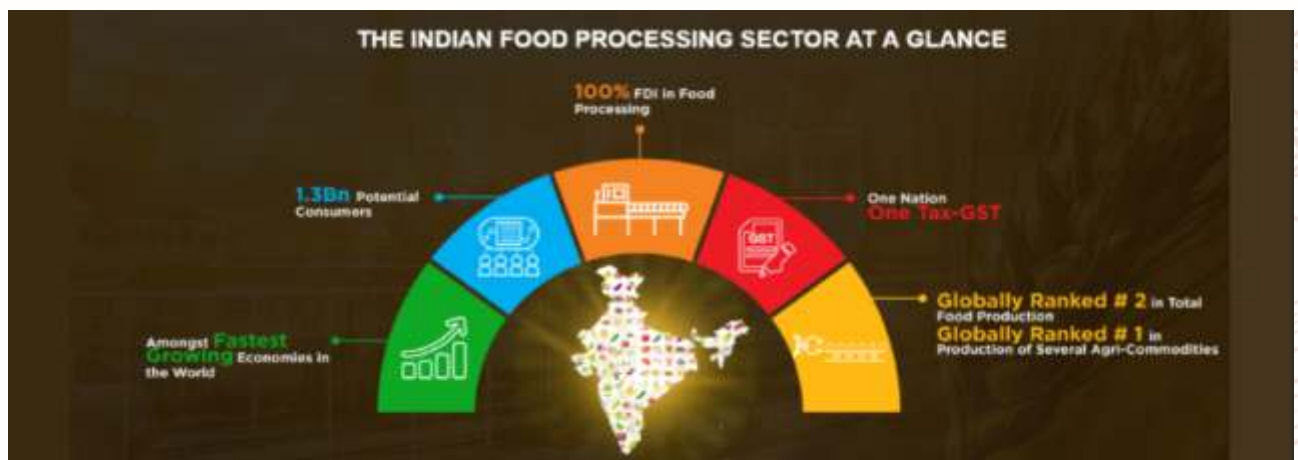 THE INDIAN FOOD PROCESSING SECTOR AT A GLANCE
100% FDI in Food
Processing
1.3Bn Potential
Consumers
One Nation
One Tax-GST
GST
Amongst Fastest
Growing Economies in
the World
Globally Ranked # 2 in Total
Food Production
Globally Ranked # 1 in
Production of Several Agri-Commodities